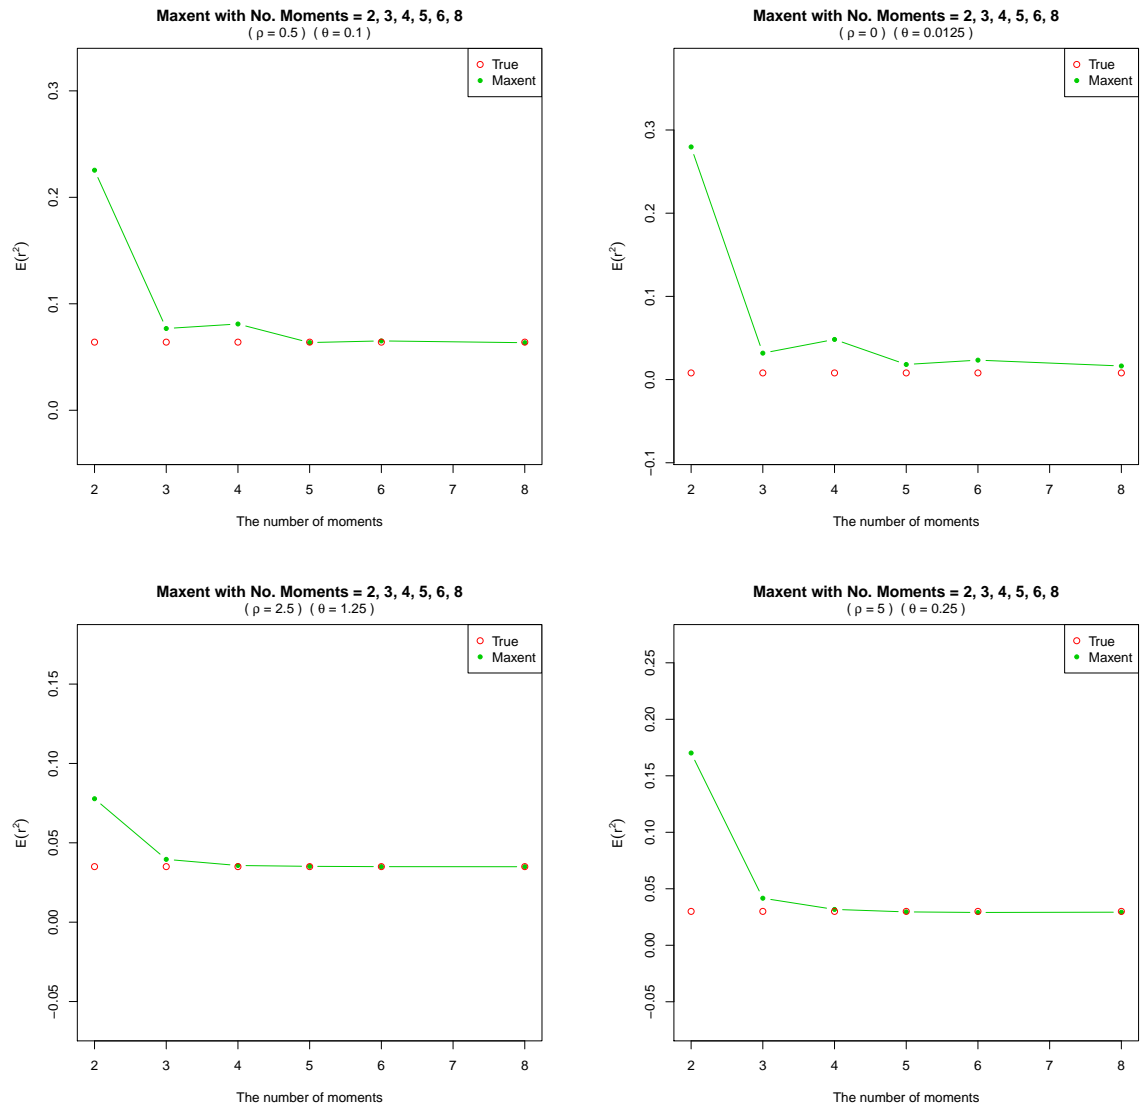 Maxent with No. Moments = 2, 3, 4, 5, 6, 8
( ρ = 0.5 ) ( θ = 0.1 )
True
Maxent
0.3
0.2
0.1
0.0
E(r²)
2 3 4 5 6 7 8
The number of moments
Maxent with No. Moments = 2, 3, 4, 5, 6, 8
( ρ = 0 ) ( θ = 0.0125 )
True
Maxent
0.3
0.2
0.1
0.0
−0.1
E(r²)
2 3 4 5 6 7 8
The number of moments
Maxent with No. Moments = 2, 3, 4, 5, 6, 8
( ρ = 2.5 ) ( θ = 1.25 )
True
Maxent
0.15
0.10
0.05
0.00
−0.05
E(r²)
2 3 4 5 6 7 8
The number of moments
Maxent with No. Moments = 2, 3, 4, 5, 6, 8
( ρ = 5 ) ( θ = 0.25 )
True
Maxent
0.25
0.20
0.15
0.10
0.05
0.00
−0.05
E(r²)
2 3 4 5 6 7 8
The number of moments